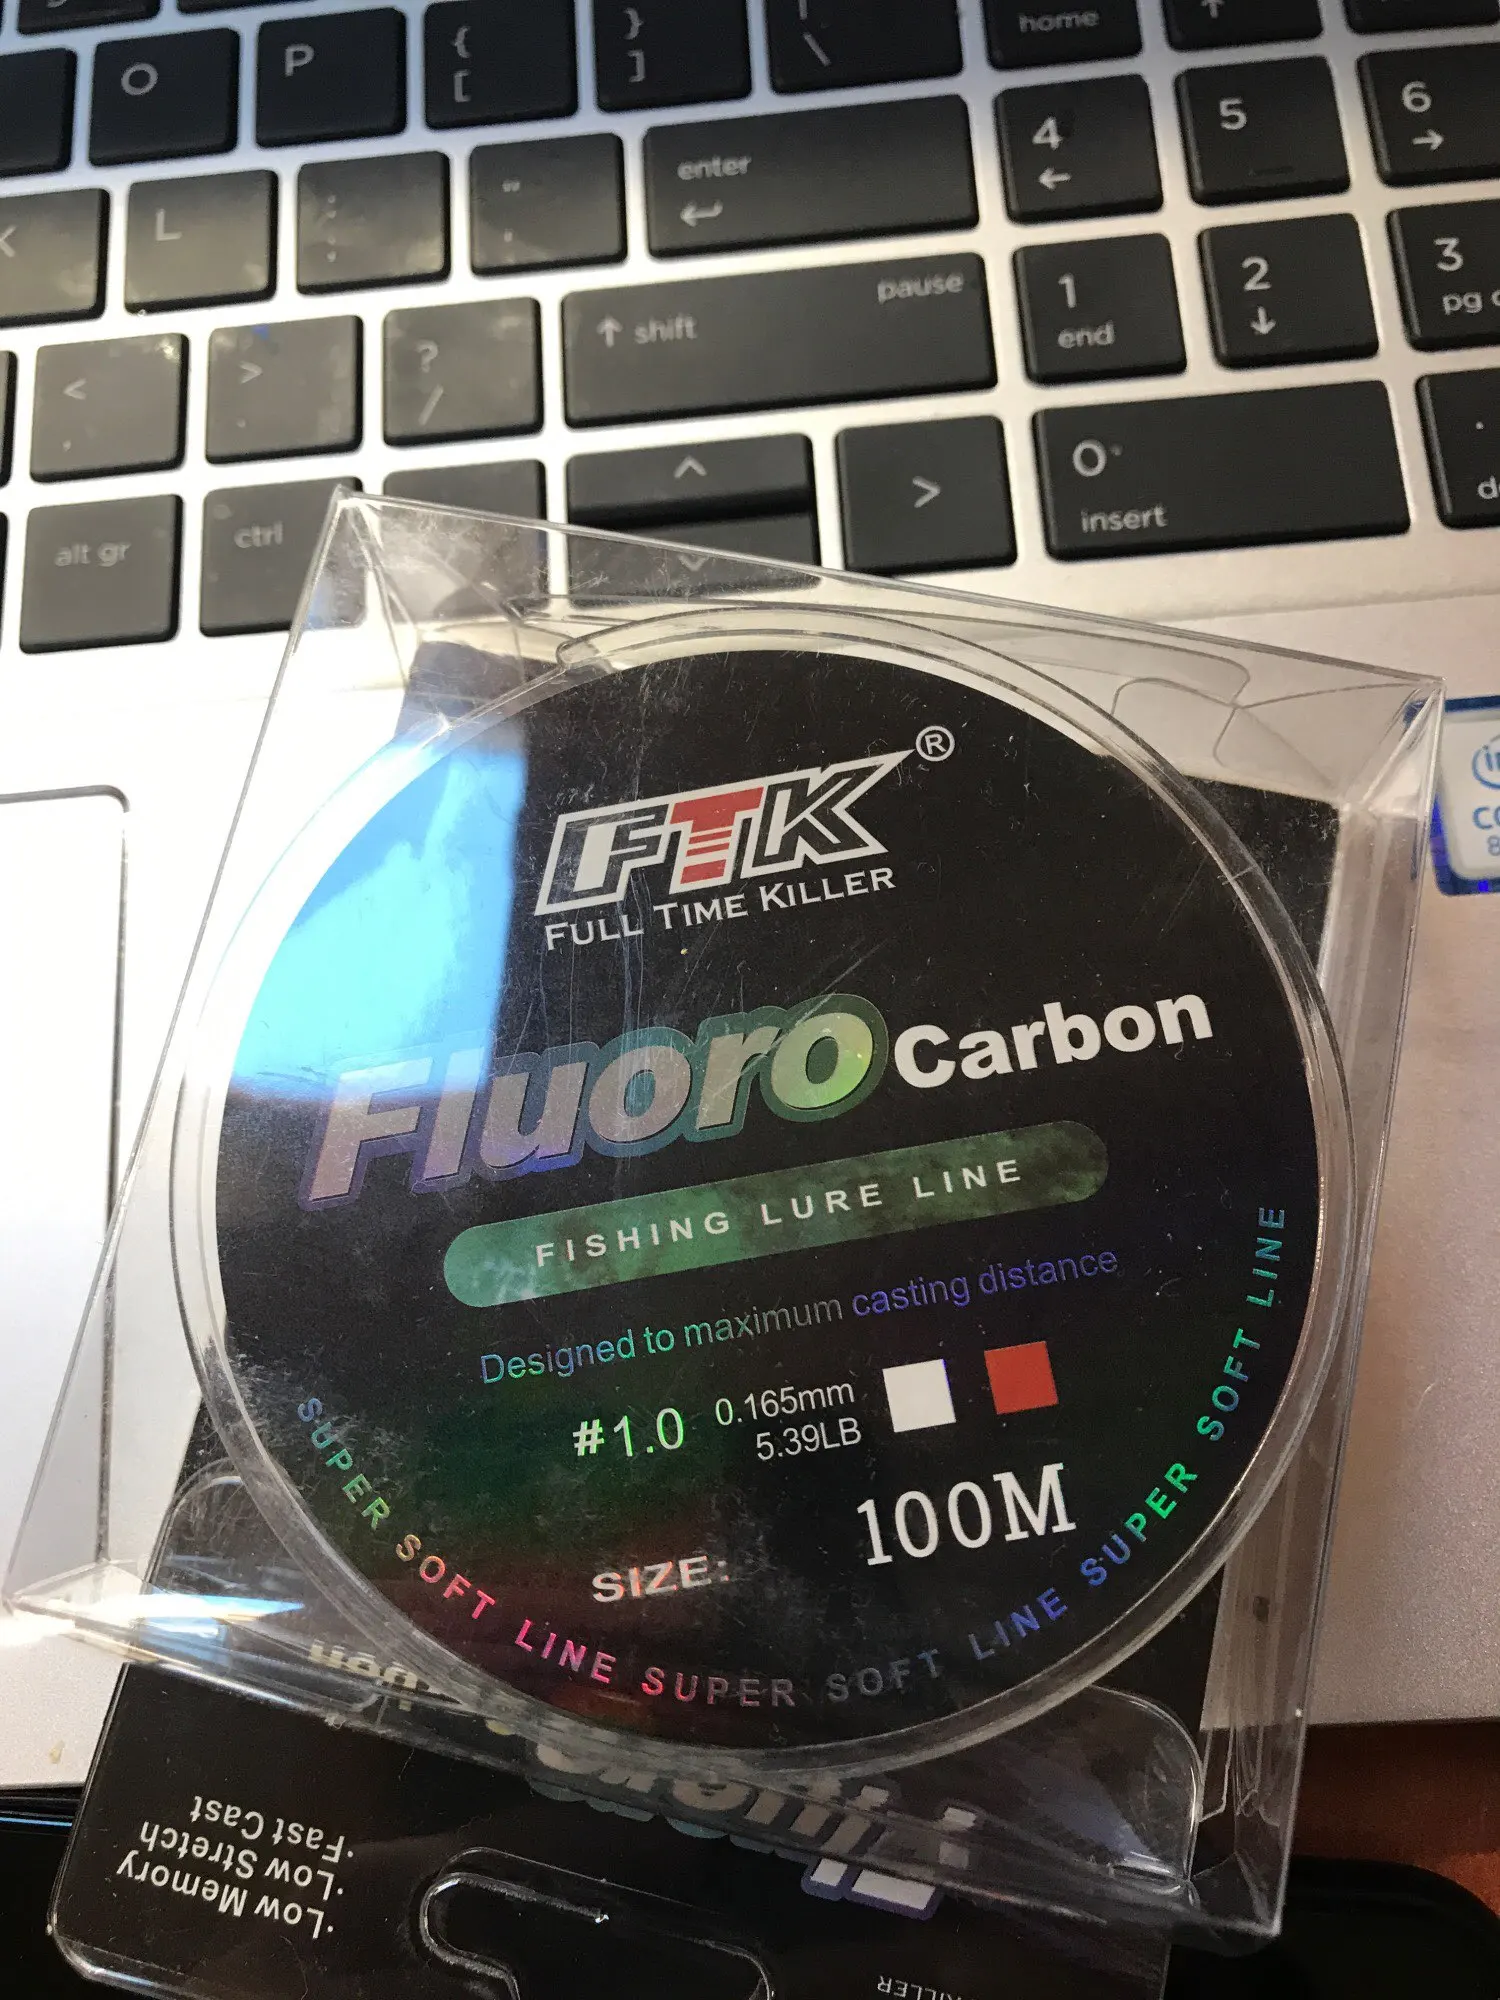 O
P
{
[
}
]
|
\
home
↑
K
L
:
;
"
'
enter
4
←
5
6
→
<
,
>
.
?
/
↑ shift
pause
1
end
2
↓
3
pg
alt gr
ctrl
^
>
0
insert
.
FTK®
FULL TIME KILLER
Fluoro Carbon
FISHING LURE LINE
Designed to maximum casting distance
#1.0
0.165mm
5.39LB
SIZE:
100M
SUPER SOFT LINE SUPER SOFT LINE SUPER SOFT LINE
·Low Memory
·Low Stretch
·Fast Cast